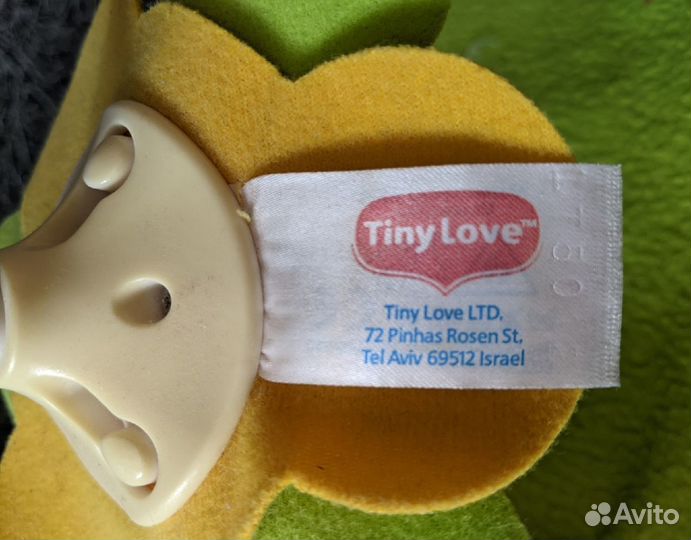 Tiny Love™
Tiny Love LTD.
72 Pinhas Rosen St.
Tel Aviv 69512 Israel
Avito